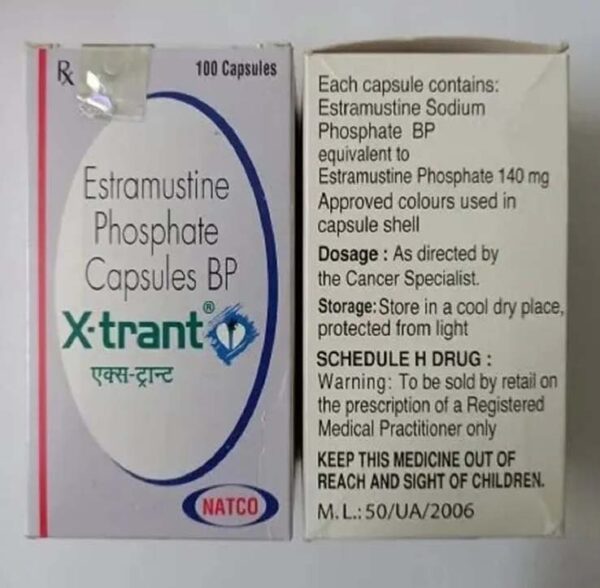 Rx
100 Capsules
Estramustine
Phosphate
Capsules BP
X-trant®
एक्स-ट्रान्ट
NATCO
Each capsule contains:
Estramustine Sodium
Phosphate BP
equivalent to
Estramustine Phosphate 140 mg
Approved colours used in
capsule shell
Dosage : As directed by
the Cancer Specialist.
Storage: Store in a cool dry place,
protected from light
SCHEDULE H DRUG :
Warning: To be sold by retail on
the prescription of a Registered
Medical Practitioner only
KEEP THIS MEDICINE OUT OF
REACH AND SIGHT OF CHILDREN.
M.L.: 50/UA/2006